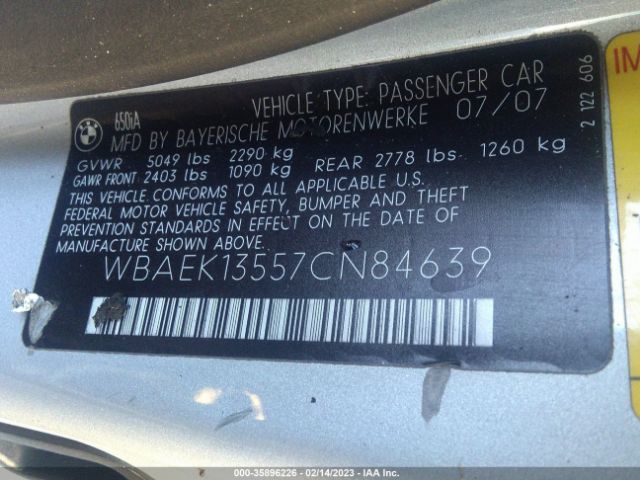 BMW
650iA
VEHICLE TYPE: PASSENGER CAR
MFD BY BAYERISCHE MOTORENWERKE 07/07
GVWR 5049 lbs 2290 kg
GAWR FRONT 2403 lbs 1090 kg REAR 2778 lbs 1260 kg
THIS VEHICLE CONFORMS TO ALL APPLICABLE U.S.
FEDERAL MOTOR VEHICLE SAFETY, BUMPER AND THEFT
PREVENTION STANDARDS IN EFFECT ON THE DATE OF
MANUFACTURE SHOWN ABOVE.
WBAEK13557CN84639
2 122 606
IM
000-35896226 - 02/14/2023 - IAA Inc.